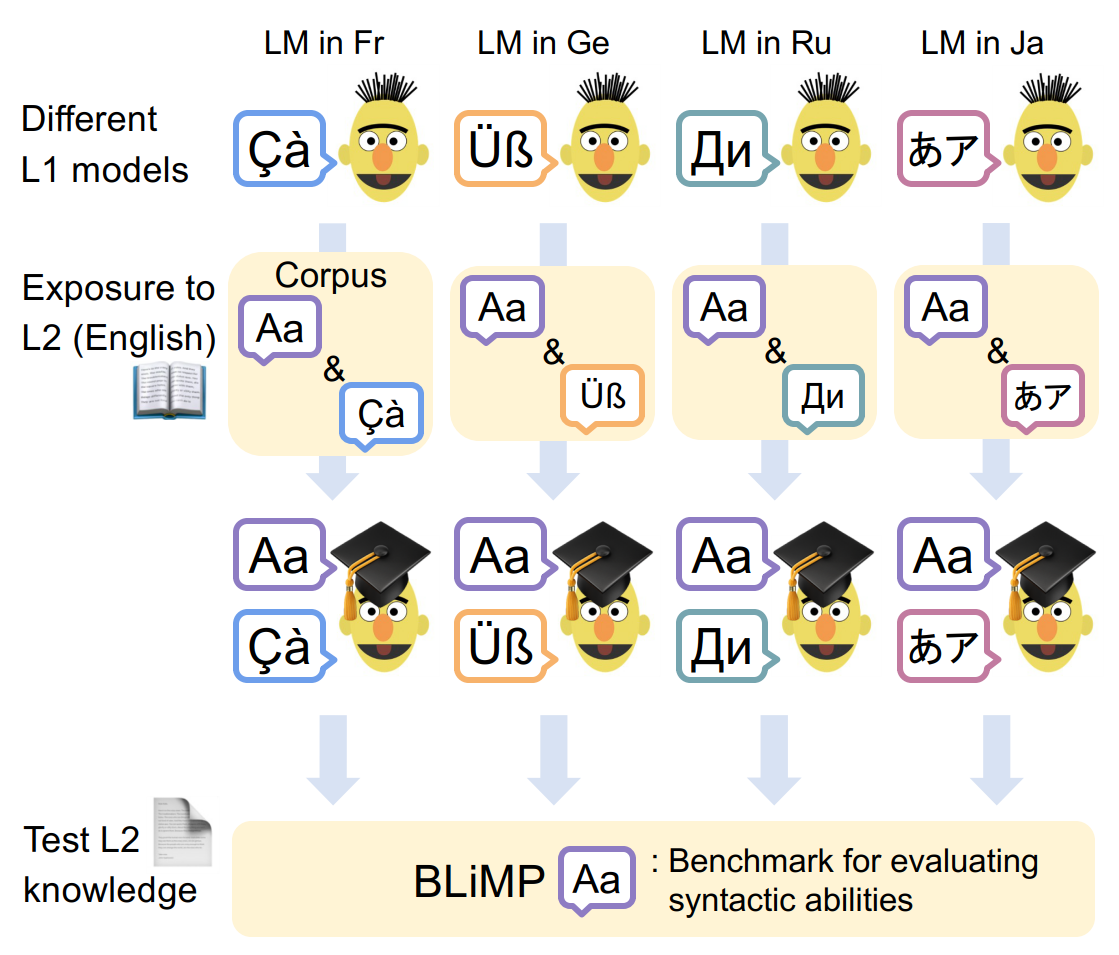 LM in Fr
LM in Ge
LM in Ru
LM in Ja
Different
L1 models
Çà
Üß
Ди
あア
Exposure to
L2 (English)
Corpus
Aa
&
Çà
Aa
&
Üß
Aa
&
Ди
Aa
&
あア
Aa
Çà
Aa
Üß
Aa
Ди
Aa
あア
Test L2
knowledge
BLiMP Aa : Benchmark for evaluating
syntactic abilities